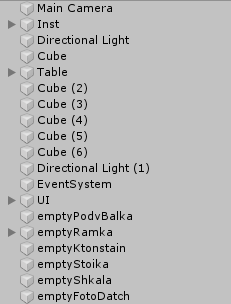 Main Camera
Inst
Directional Light
Cube
Table
Cube (2)
Cube (3)
Cube (4)
Cube (5)
Cube (6)
Directional Light (1)
EventSystem
UI
emptyPodvBalka
emptyRamka
emptyKtonstain
emptyStoika
emptyShkala
emptyFotoDatch